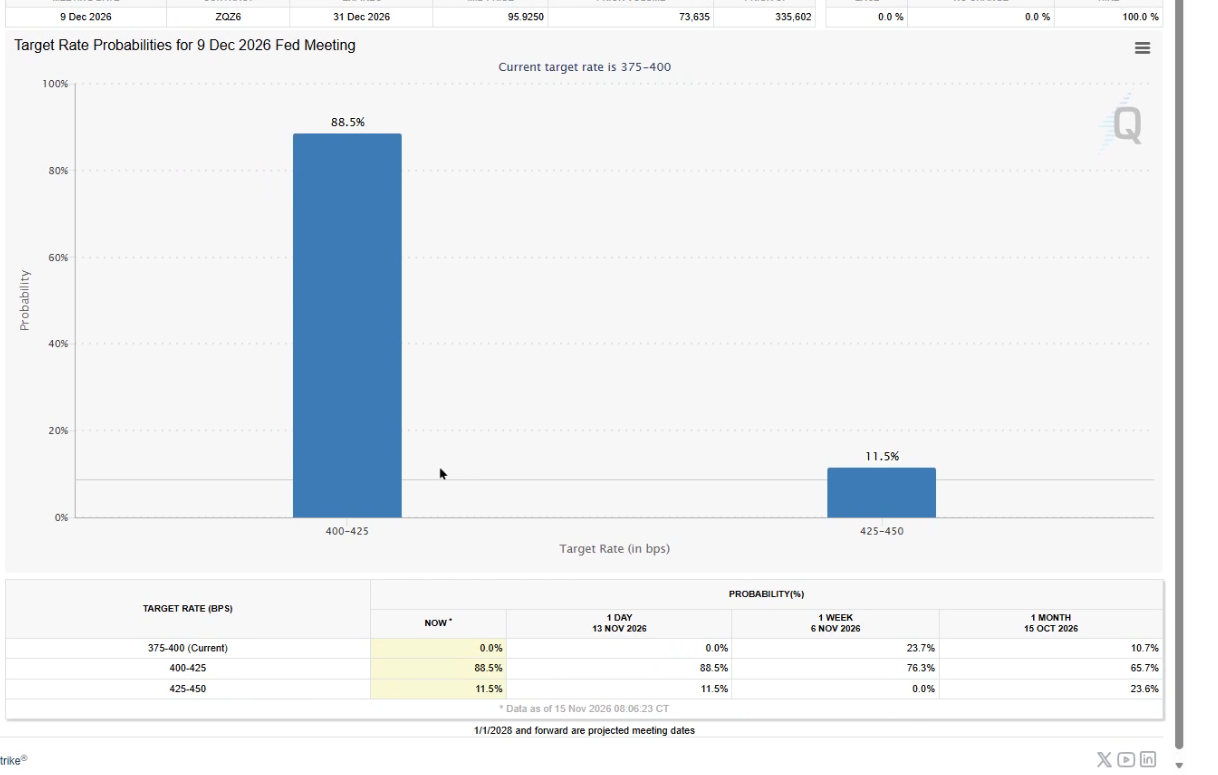 9 Dec 2026 ZQZ6 31 Dec 2026 95.9250 73,635 335,602 0.0 % 0.0 % 100.0 %
Target Rate Probabilities for 9 Dec 2026 Fed Meeting
Current target rate is 375–400
100%
80%
60%
40%
20%
0%
Probability
88.5%
11.5%
Q
400–425 425–450
Target Rate (in bps)
TARGET RATE (BPS) PROBABILITY(%)
NOW * 1 DAY 13 NOV 2026 1 WEEK 6 NOV 2026 1 MONTH 15 OCT 2026
375-400 (Current) 0.0% 0.0% 23.7% 10.7%
400-425 88.5% 88.5% 76.3% 65.7%
425-450 11.5% 11.5% 0.0% 23.6%
* Data as of 15 Nov 2026 08:06:23 CT
1/1/2028 and forward are projected meeting dates
trike®